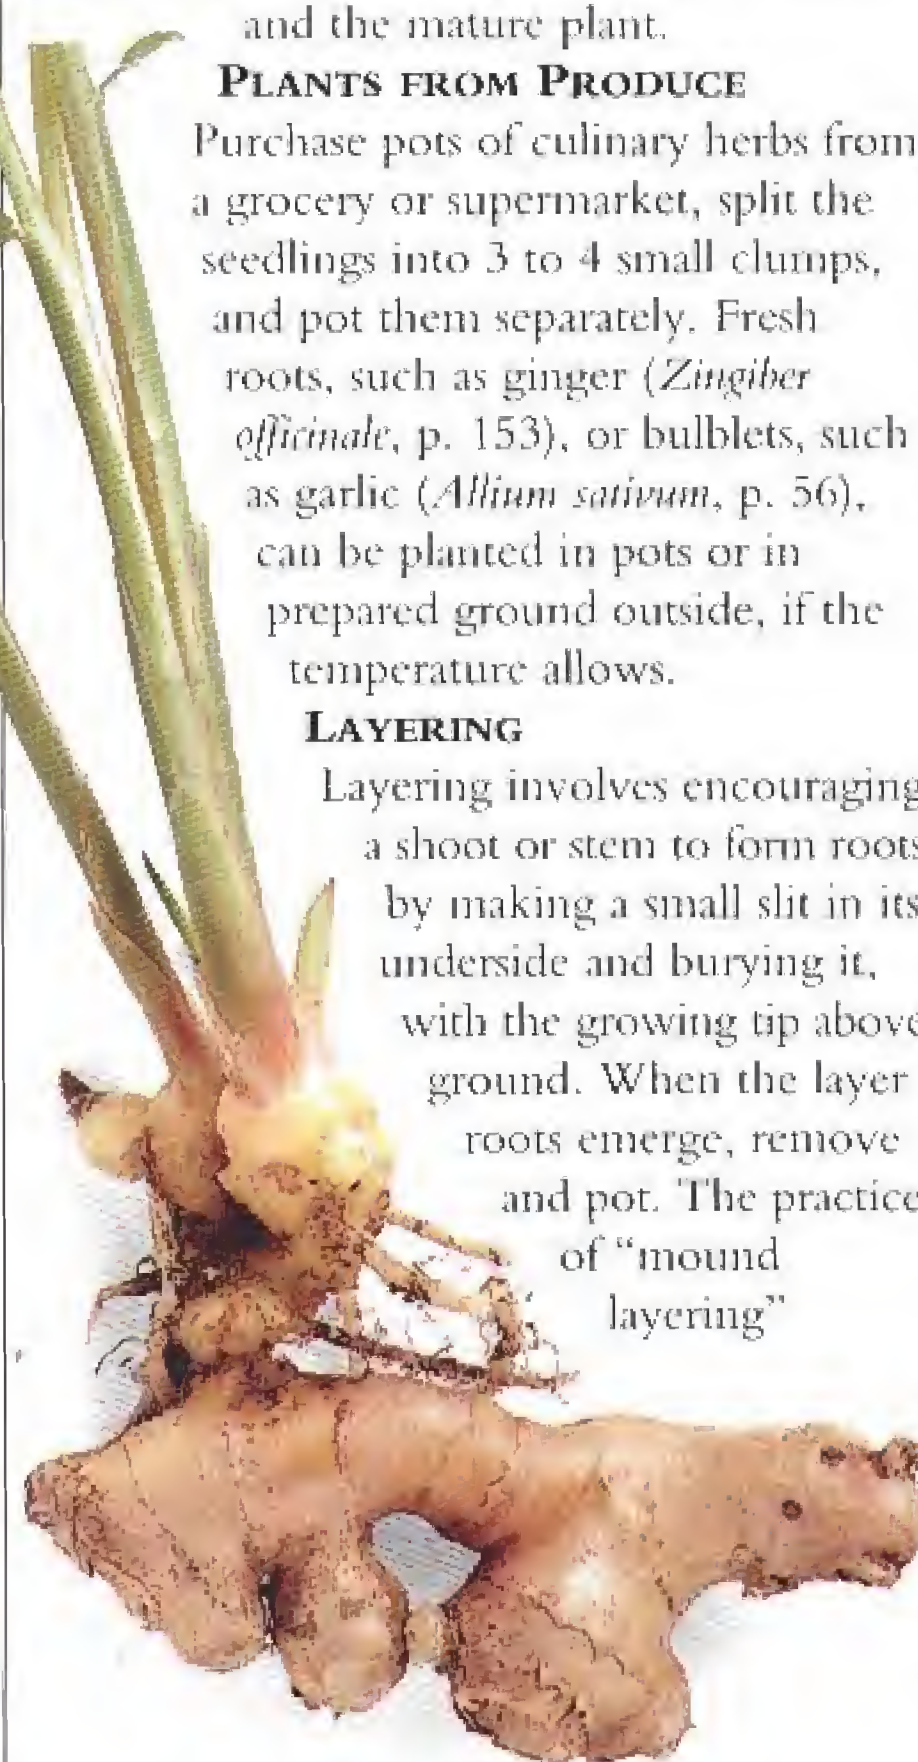 and the mature plant.
PLANTS FROM PRODUCE
Purchase pots of culinary herbs from
a grocery or supermarket, split the
seedlings into 3 to 4 small clumps,
and pot them separately. Fresh
roots, such as ginger (Zingiber
officinale, p. 153), or bulblets, such
as garlic (Allium sativum, p. 56),
can be planted in pots or in
prepared ground outside, if the
temperature allows.
LAYERING
Layering involves encouraging
a shoot or stem to form roots
by making a small slit in its
underside and burying it,
with the growing tip above
ground. When the layer
roots emerge, remove
and pot. The practice
of “mound
layering”